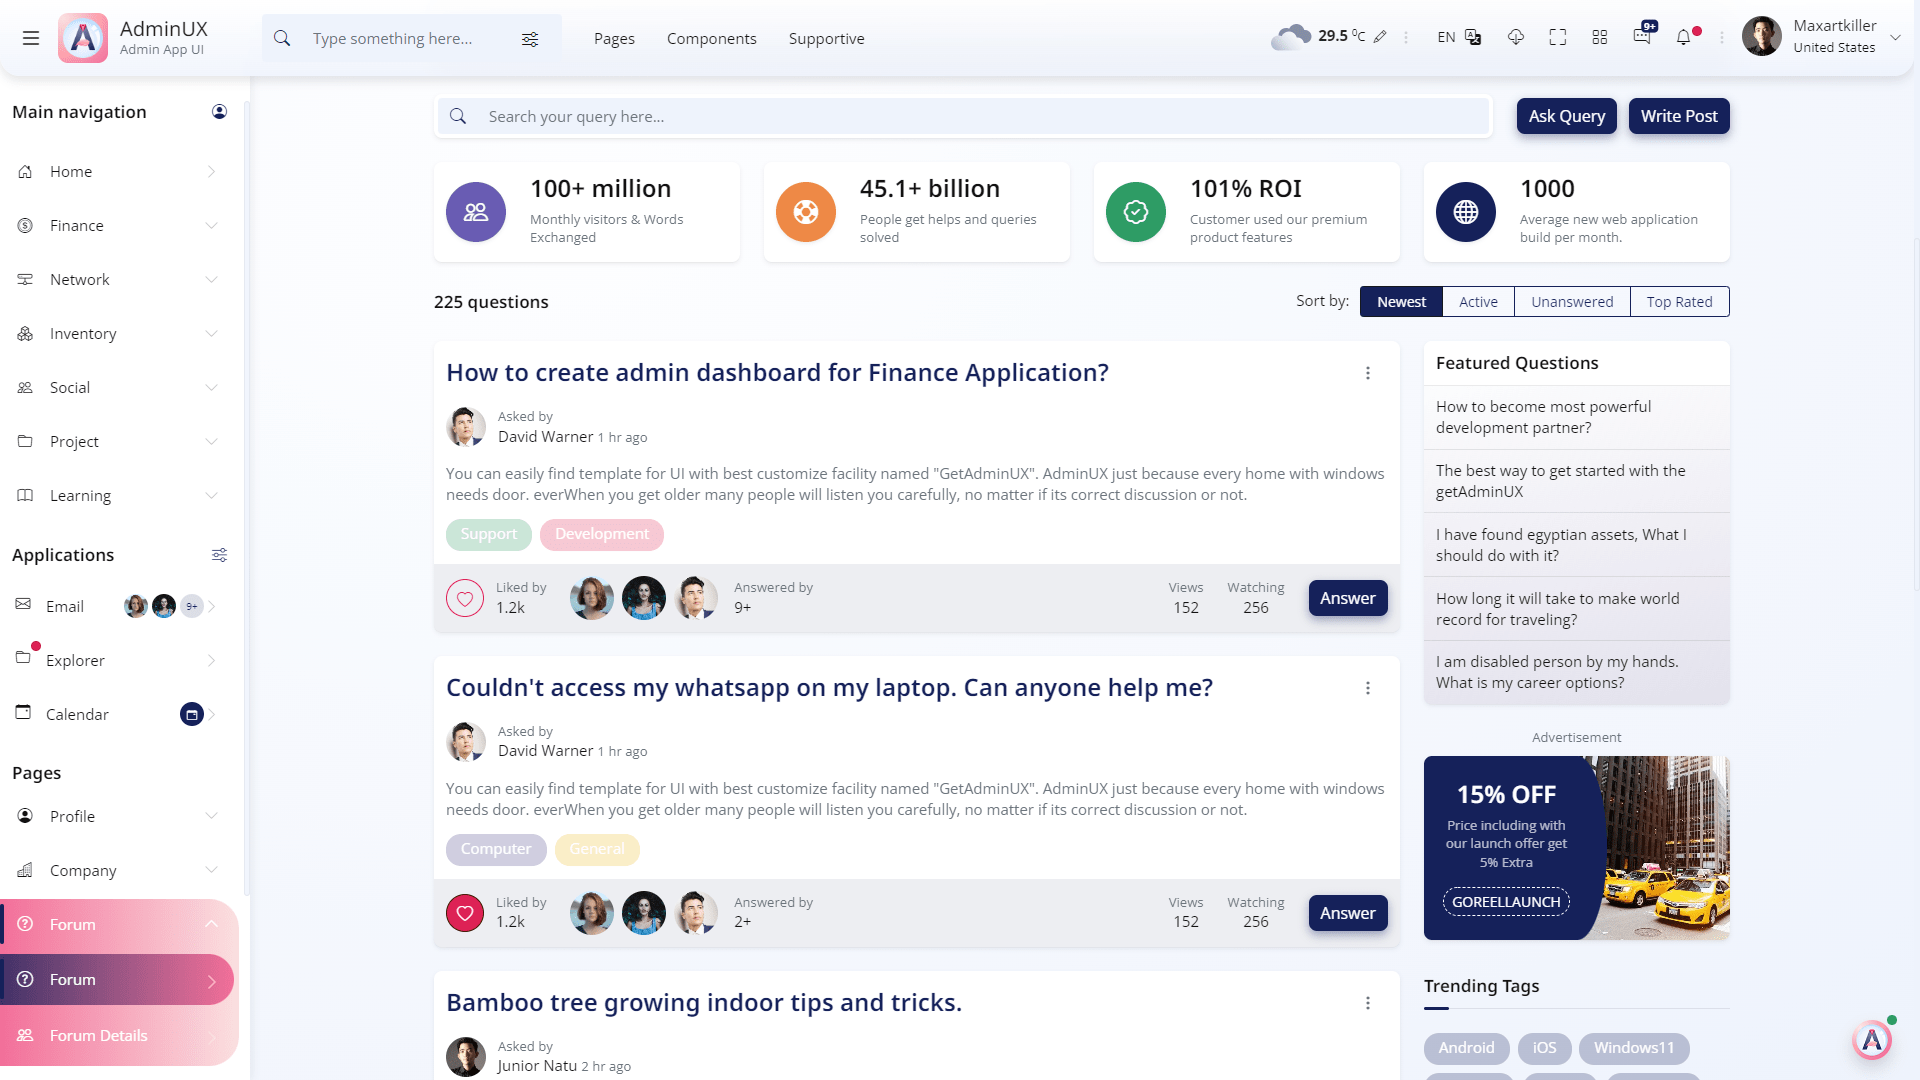 AdminUX
Admin App UI
Type something here...
Pages
Components
Supportive
29.5 °C
EN
9+
Maxartkiller
United States
Main navigation
Home
Finance
Network
Inventory
Social
Project
Learning
Applications
Email
9+
Explorer
Calendar
Pages
Profile
Company
Forum
Forum
Forum Details
Search your query here...
Ask Query
Write Post
100+ million
Monthly visitors & Words
Exchanged
45.1+ billion
People get helps and queries
solved
101% ROI
Customer used our premium
product features
1000
Average new web application
build per month.
225 questions
Sort by:
Newest
Active
Unanswered
Top Rated
How to create admin dashboard for Finance Application?
Asked by
David Warner 1 hr ago
You can easily find template for UI with best customize facility named "GetAdminUX". AdminUX just because every home with windows
needs door. everWhen you get older many people will listen you carefully, no matter if its correct discussion or not.
Support
Development
Liked by
1.2k
Answered by
9+
Views
152
Watching
256
Answer
Couldn't access my whatsapp on my laptop. Can anyone help me?
Asked by
David Warner 1 hr ago
You can easily find template for UI with best customize facility named "GetAdminUX". AdminUX just because every home with windows
needs door. everWhen you get older many people will listen you carefully, no matter if its correct discussion or not.
Computer
General
Liked by
1.2k
Answered by
2+
Views
152
Watching
256
Answer
Bamboo tree growing indoor tips and tricks.
Asked by
Junior Natu 2 hr ago
Featured Questions
How to become most powerful
development partner?
The best way to get started with the
getAdminUX
I have found egyptian assets, What I
should do with it?
How long it will take to make world
record for traveling?
I am disabled person by my hands.
What is my career options?
Advertisement
15% OFF
Price including with
our launch offer get
5% Extra
GOREELLAUNCH
Trending Tags
Android
iOS
Windows11